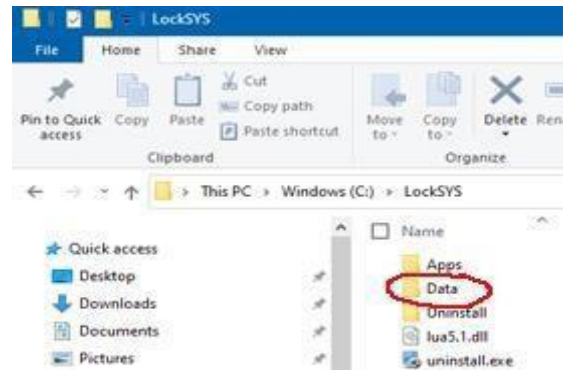 LockSYS
File Home Share View
Pin to Quick access
Copy
Paste
Cut
Copy path
Paste shortcut
Move to
Copy to
Delete
Ren
Clipboard
Organize
This PC > Windows (C:) > LockSYS
Quick access
Desktop
Downloads
Documents
Pictures
Name
Apps
Data
Uninstall
lua5.1.dll
uninstall.exe